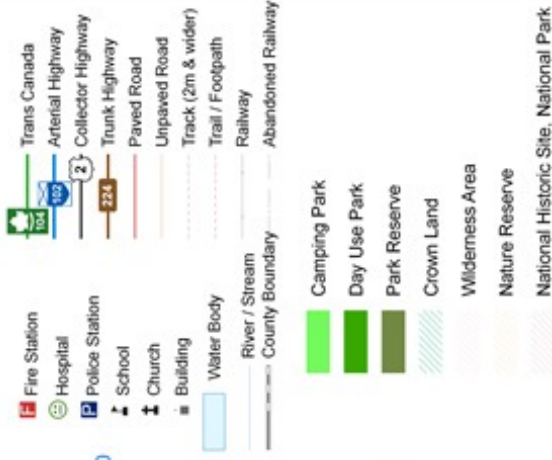 F Fire Station
Hospital
P Police Station
School
Church
Building
Water Body
River / Stream
County Boundary
104 Trans Canada
102 Arterial Highway
2 Collector Highway
224 Trunk Highway
Paved Road
Unpaved Road
Track (2m & wider)
Trail / Footpath
Railway
Abandoned Railway
Camping Park
Day Use Park
Park Reserve
Crown Land
Wilderness Area
Nature Reserve
National Historic Site, National Park